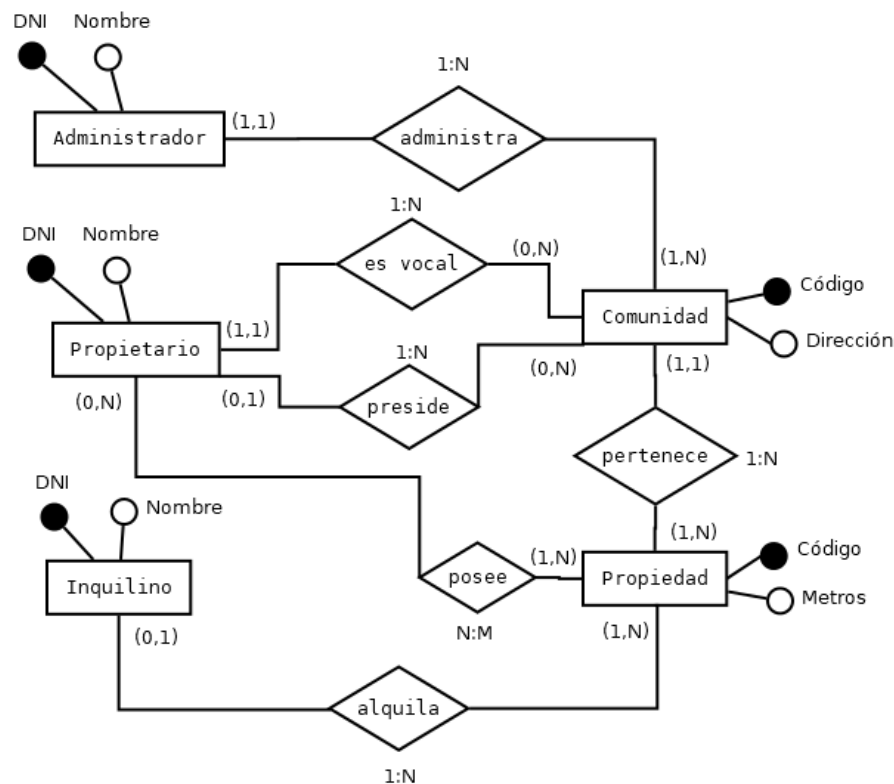 DNI
Nombre
1:N
Administrador
(1,1)
administra
(1,N)
DNI
Nombre
1:N
es vocal
(0,N)
Propietario
(1,1)
Comunidad
Código
Dirección
(0,N)
(0,1)
1:N
preside
(0,N)
(1,1)
pertenece
1:N
DNI
Nombre
Inquilino
(0,1)
posee
N:M
(1,N)
(1,N)
Propiedad
Código
Metros
(1,N)
alquila
1:N